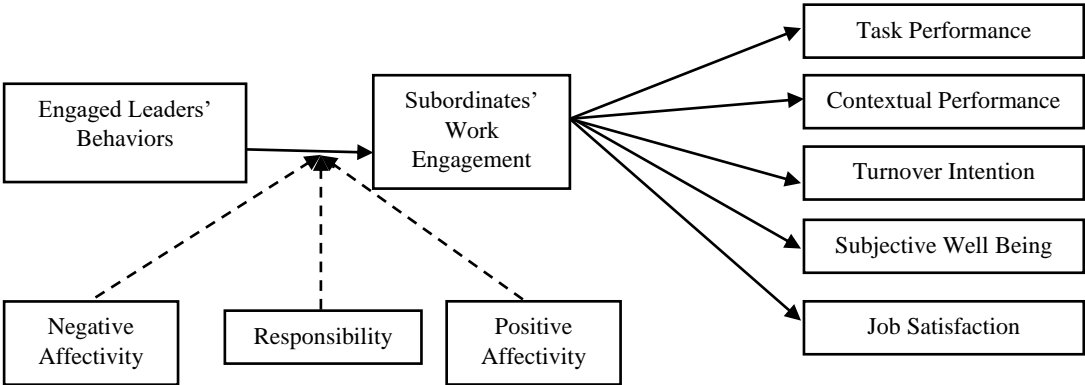 Engaged Leaders’
Behaviors
Subordinates’
Work
Engagement
Task Performance
Contextual Performance
Turnover Intention
Subjective Well Being
Job Satisfaction
Negative
Affectivity
Responsibility
Positive
Affectivity